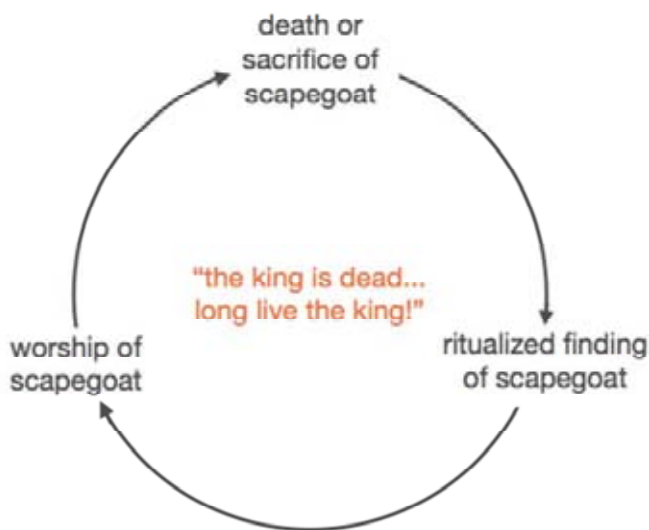 death or
sacrifice of
scapegoat
"the king is dead...
long live the king!"
ritualized finding
of scapegoat
worship of
scapegoat